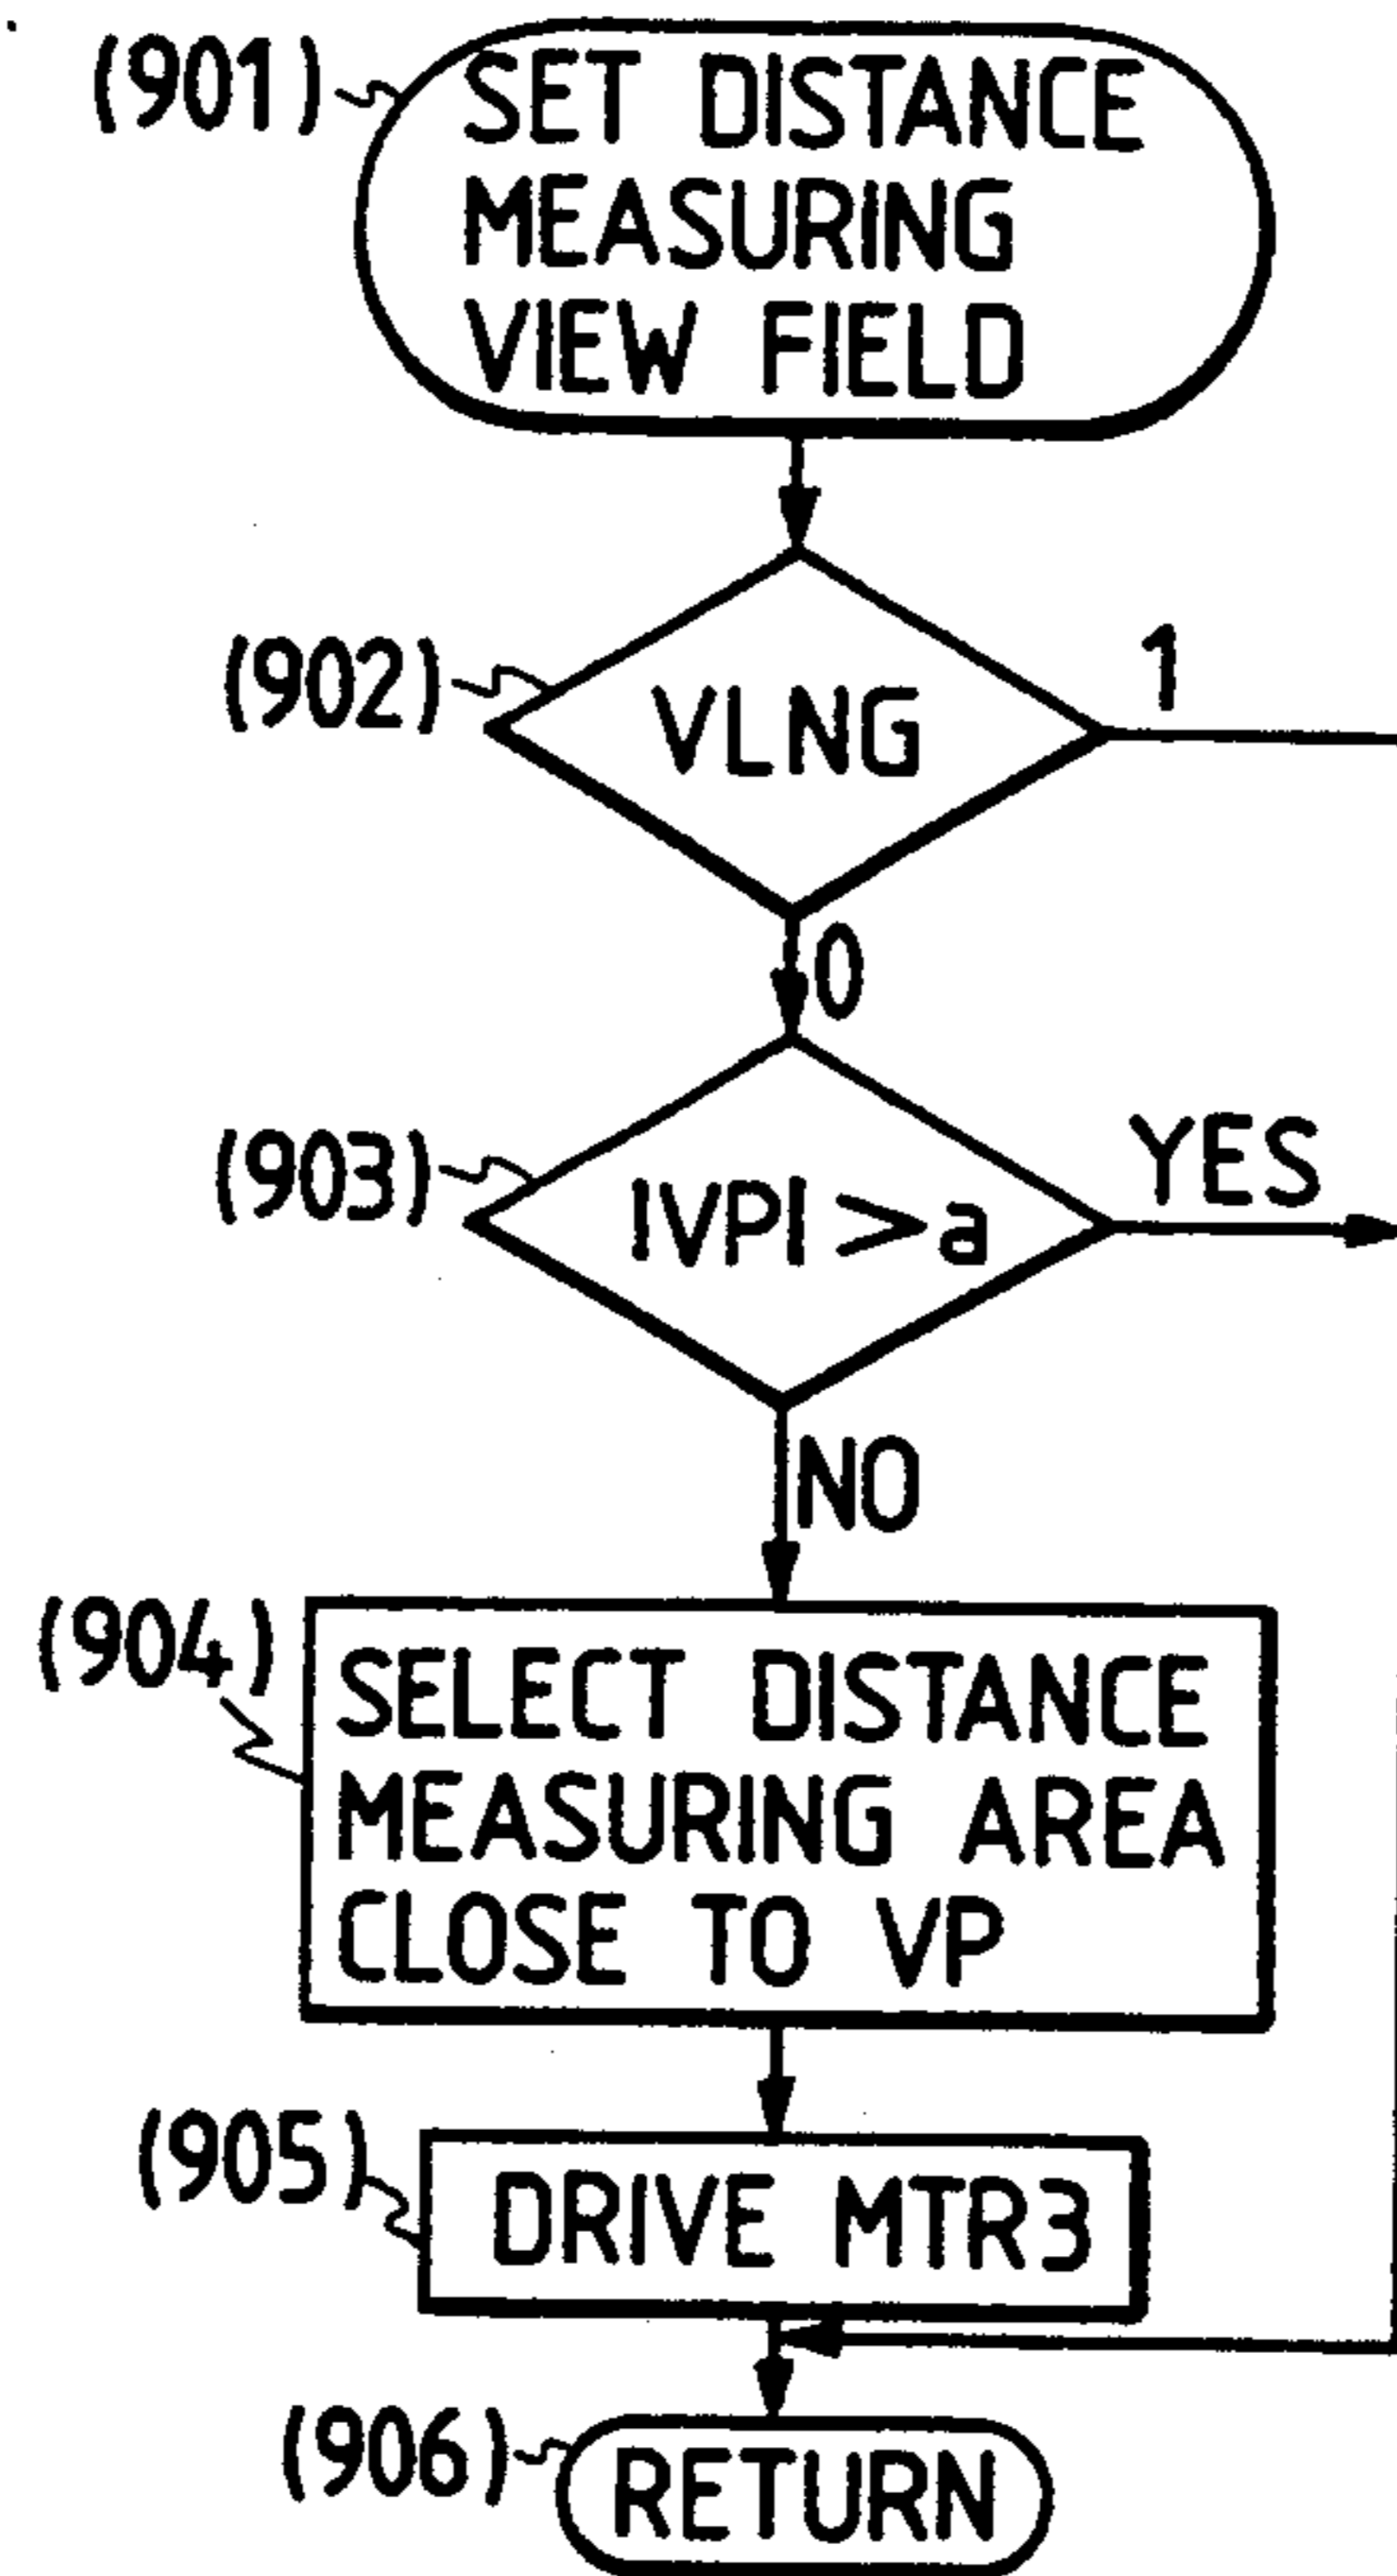 (901)
SET DISTANCE
MEASURING
VIEW FIELD
(902)
VLNG
1
0
(903)
|VP|>a
YES
NO
(904)
SELECT DISTANCE
MEASURING AREA
CLOSE TO VP
(905)
DRIVE MTR3
(906)
RETURN